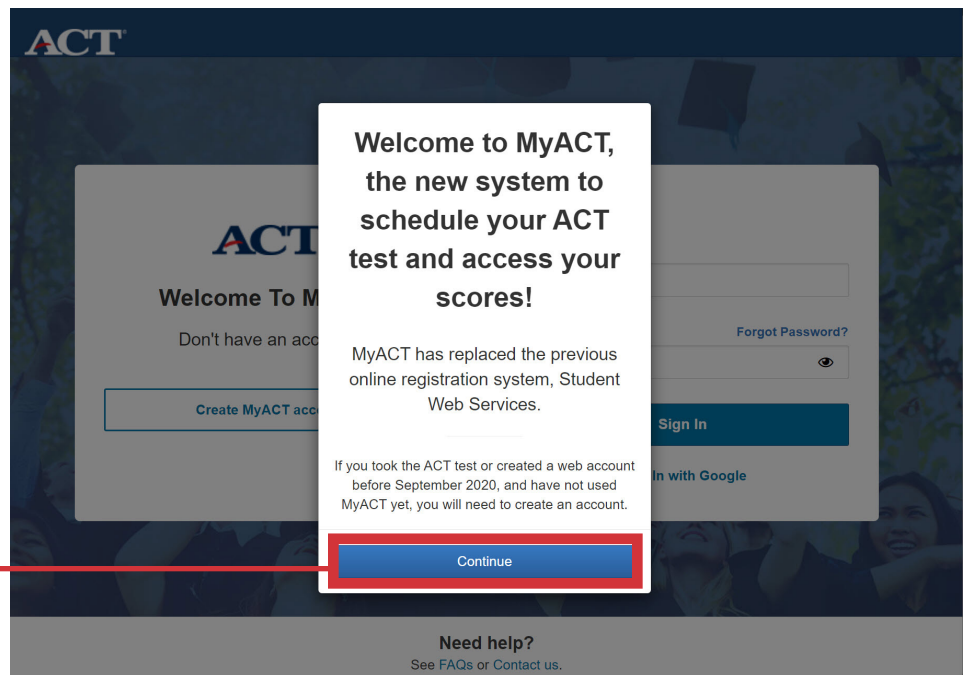 ACT
Welcome to MyACT,
the new system to
schedule your ACT
test and access your
scores!
MyACT has replaced the previous
online registration system, Student
Web Services.
If you took the ACT test or created a web account
before September 2020, and have not used
MyACT yet, you will need to create an account.
Continue
ACT
Welcome To M
Don't have an acc
Create MyACT acc
Forgot Password?
Sign In
In with Google
Need help?
See FAQs or Contact us.